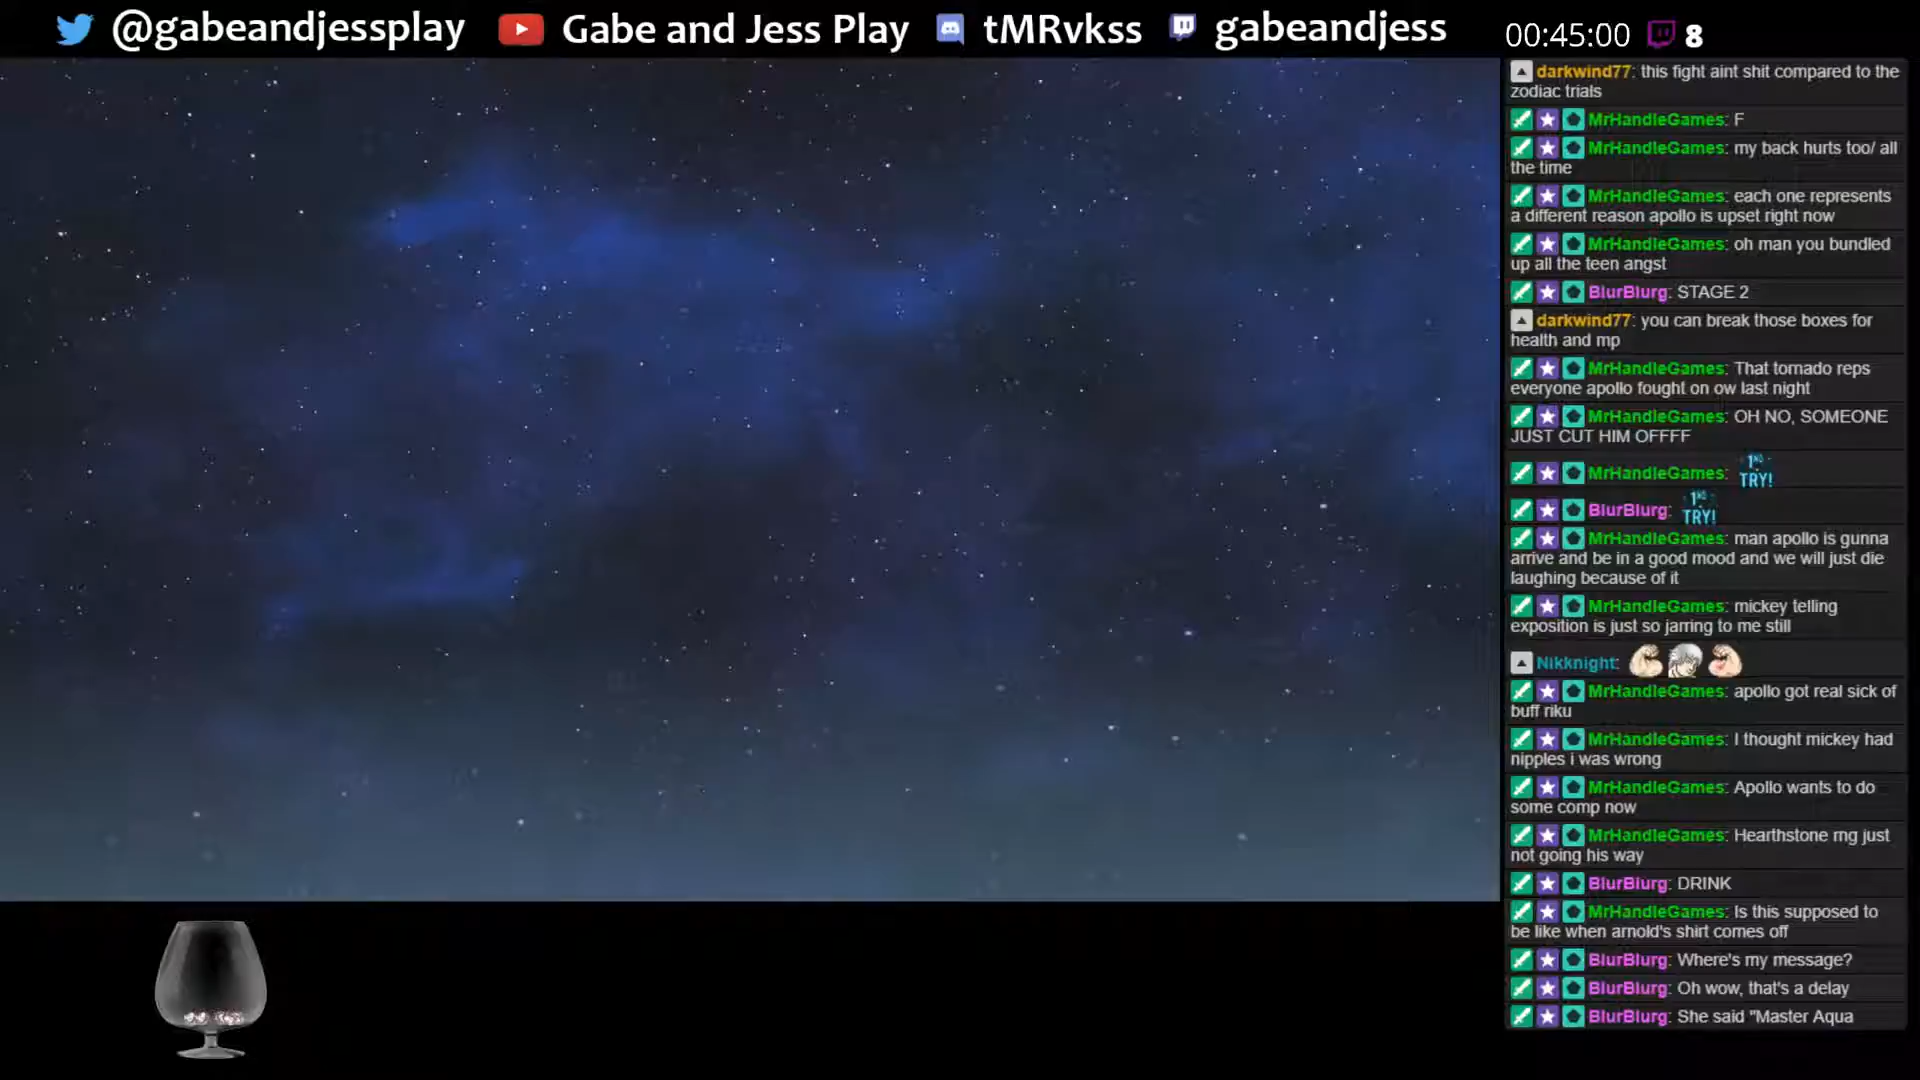 @gabeandjessplay Gabe and Jess Play tMRvkss gabeandjess 00:45:00 8
darkwind77: this fight aint shit compared to the
zodiac trials
MrHandleGames: F
MrHandleGames: my back hurts too/ all
the time
MrHandleGames: each one represents
a different reason apollo is upset right now
MrHandleGames: oh man you bundled
up all the teen angst
BlurBlurg: STAGE 2
darkwind77: you can break those boxes for
health and mp
MrHandleGames: That tornado reps
everyone apollo fought on ow last night
MrHandleGames: OH NO, SOMEONE
JUST CUT HIM OFFFF
MrHandleGames: 1ST TRY!
BlurBlurg: 1ST TRY!
MrHandleGames: man apollo is gunna
arrive and be in a good mood and we will just die
laughing because of it
MrHandleGames: mickey telling
exposition is just so jarring to me still
Nikknight:
MrHandleGames: apollo got real sick of
buff riku
MrHandleGames: I thought mickey had
nipples i was wrong
MrHandleGames: Apollo wants to do
some comp now
MrHandleGames: Hearthstone rng just
not going his way
BlurBlurg: DRINK
MrHandleGames: Is this supposed to
be like when arnold's shirt comes off
BlurBlurg: Where's my message?
BlurBlurg: Oh wow, that's a delay
BlurBlurg: She said "Master Aqua